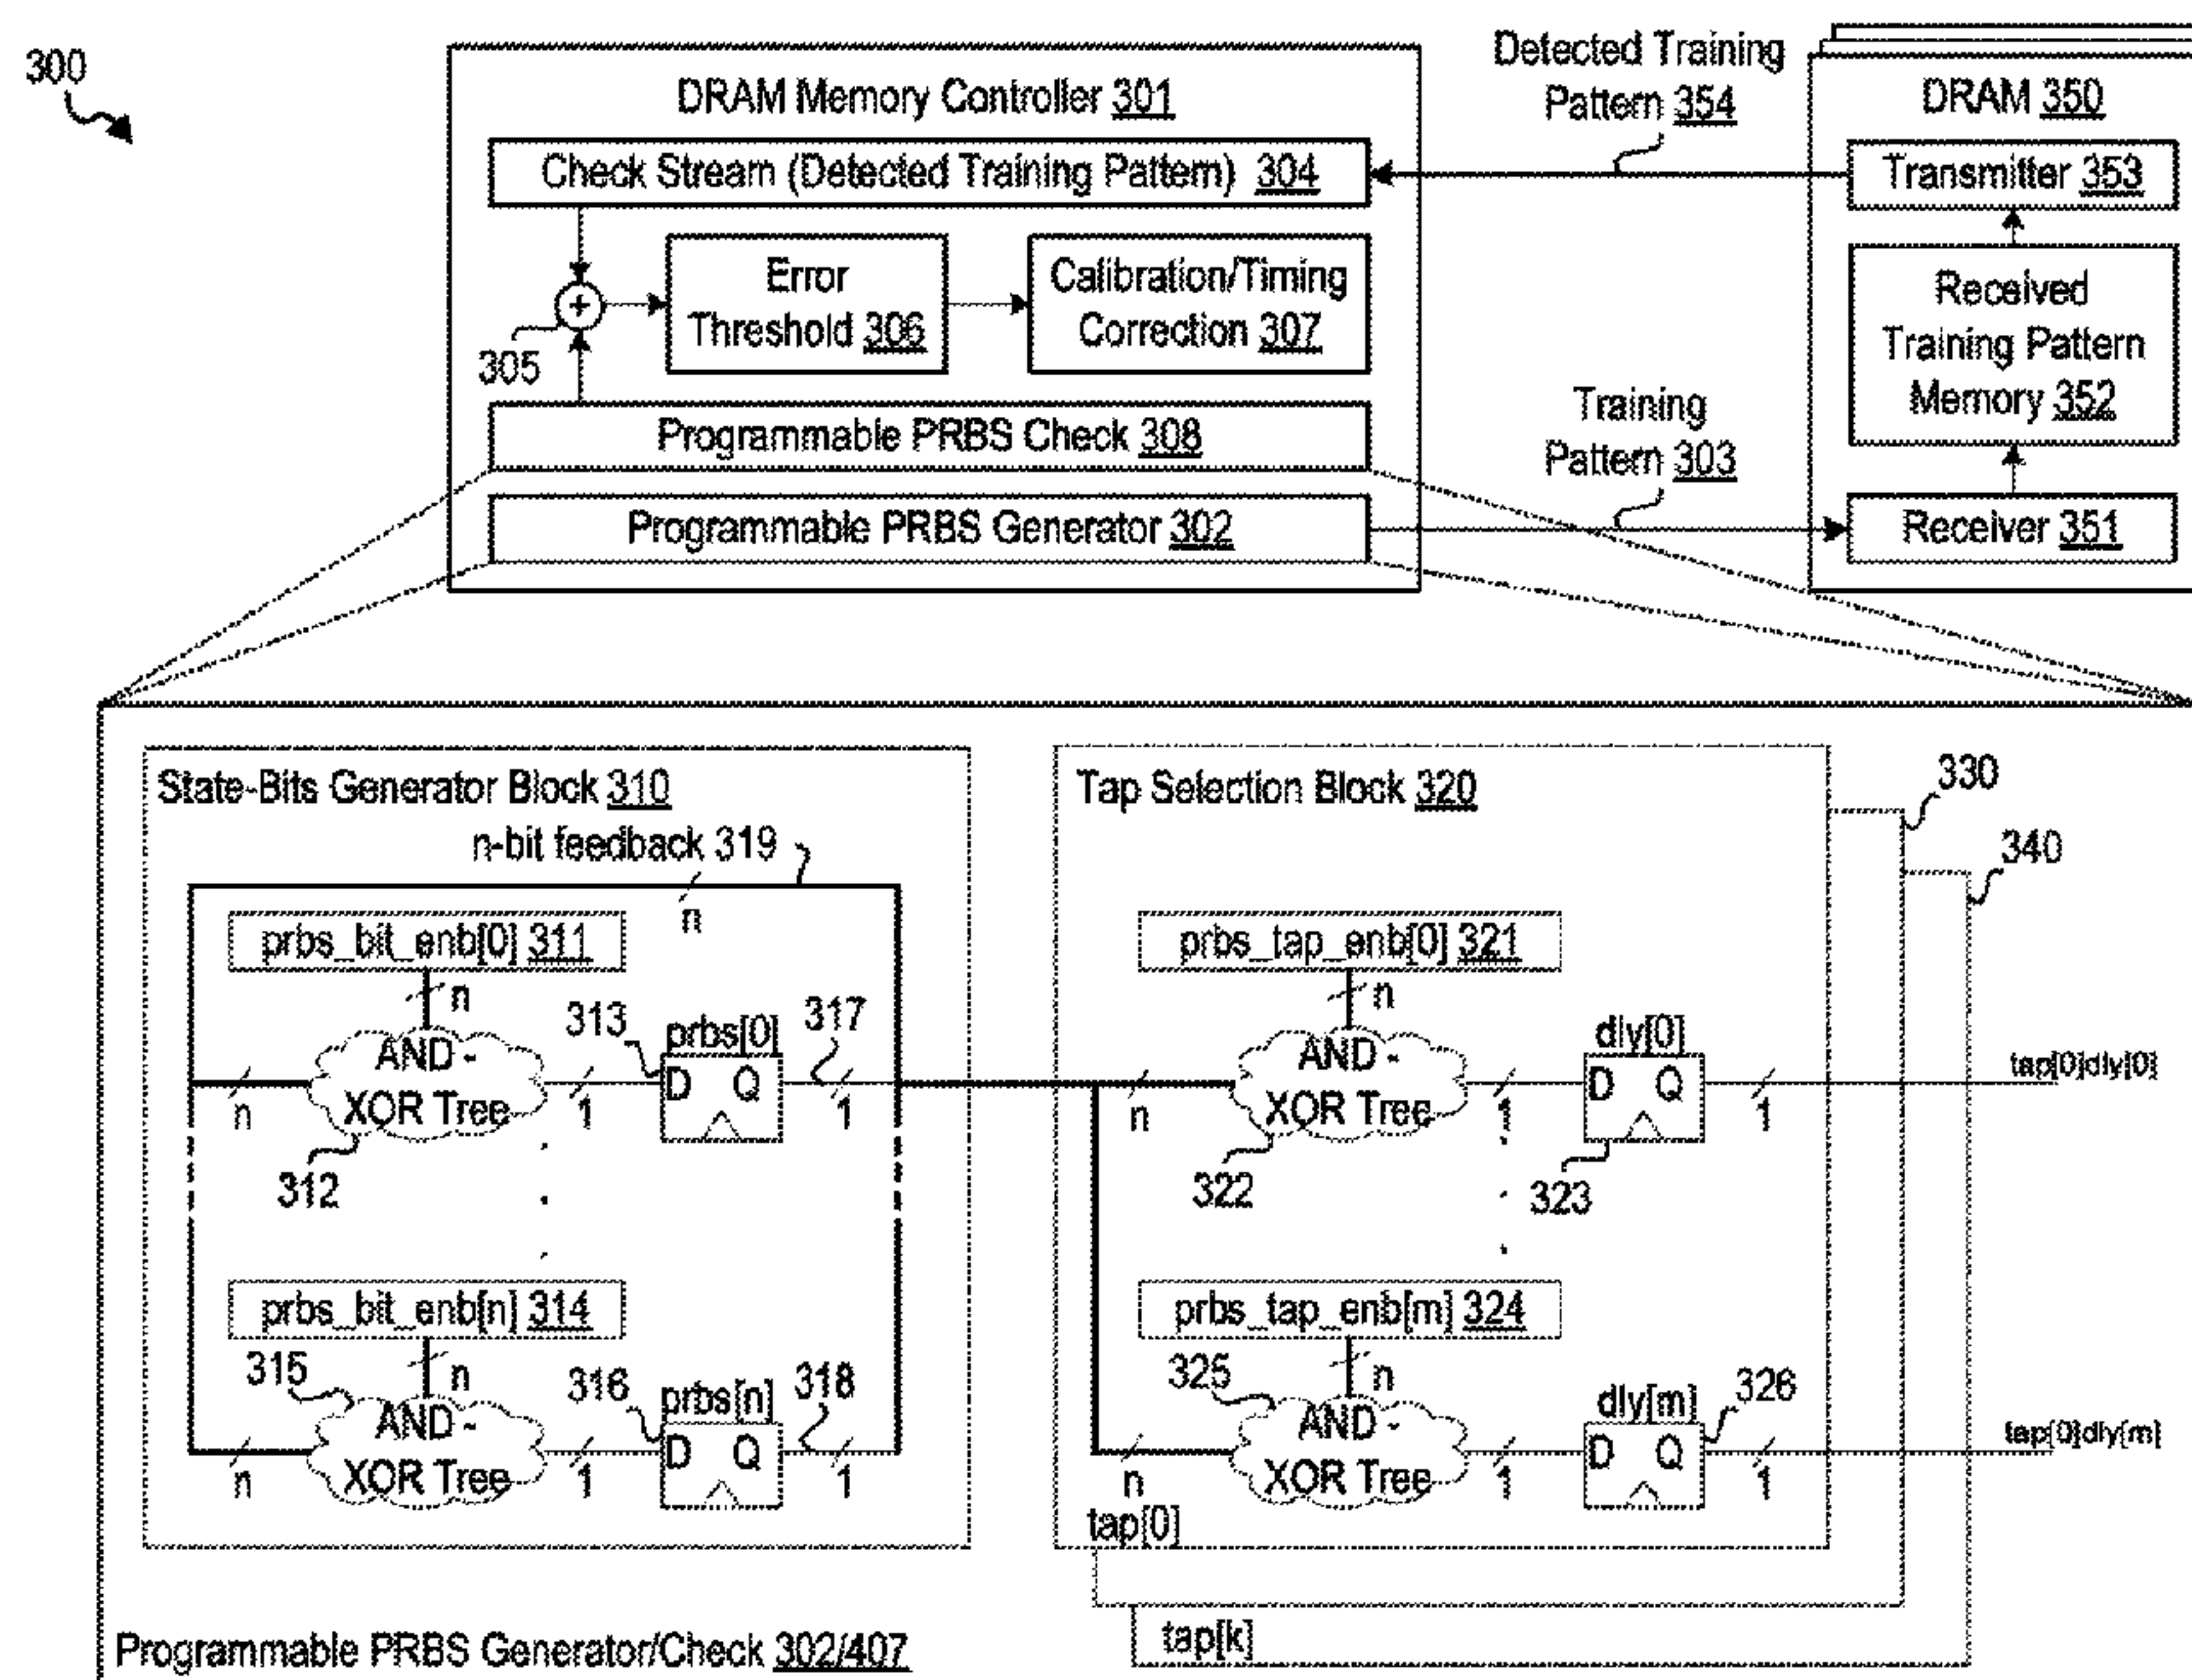 300
DRAM Memory Controller 301
Check Stream (Detected Training Pattern) 304
+
305
Error
Threshold 306
Calibration/Timing
Correction 307
Programmable PRBS Check 308
Programmable PRBS Generator 302
Detected Training
Pattern 354
Training
Pattern 303
DRAM 350
Transmitter 353
Received
Training Pattern
Memory 352
Receiver 351
State-Bits Generator Block 310
n-bit feedback 319
n
prbs_bit_enb[0] 311
n
n
AND -
XOR Tree
312
1
313
prbs[0]
D Q
317
1
prbs_bit_enb[n] 314
n
315
n
AND -
XOR Tree
1
316
prbs[n]
D Q
318
1
Tap Selection Block 320
330
340
prbs_tap_enb[0] 321
n
n
AND -
XOR Tree
322
1
dly[0]
D Q
323
1
tap[0]dly[0]
prbs_tap_enb[m] 324
n
325
n
AND -
XOR Tree
1
dly[m]
D Q
326
1
tap[0]dly[m]
tap[0]
tap[k]
Programmable PRBS Generator/Check 302/407